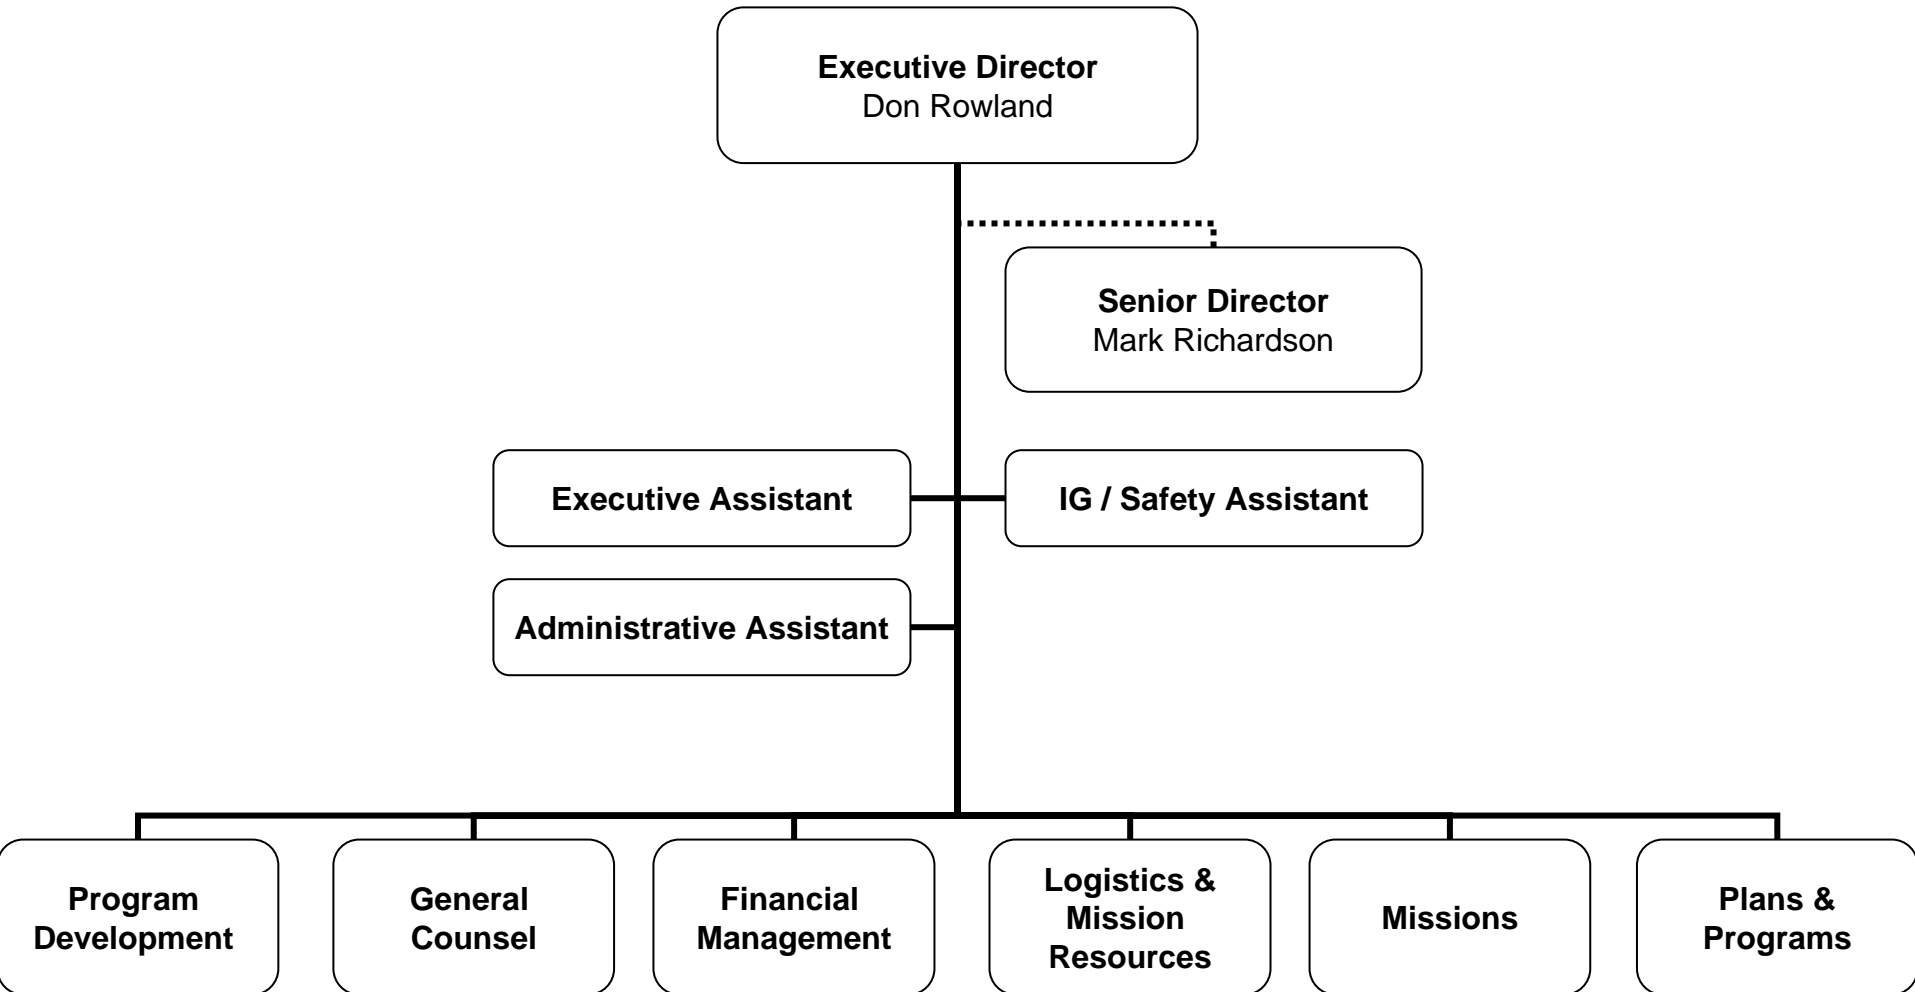 Executive Director
Don Rowland
Senior Director
Mark Richardson
Executive Assistant
IG / Safety Assistant
Administrative Assistant
Program
Development
General
Counsel
Financial
Management
Logistics &
Mission
Resources
Missions
Plans &
Programs